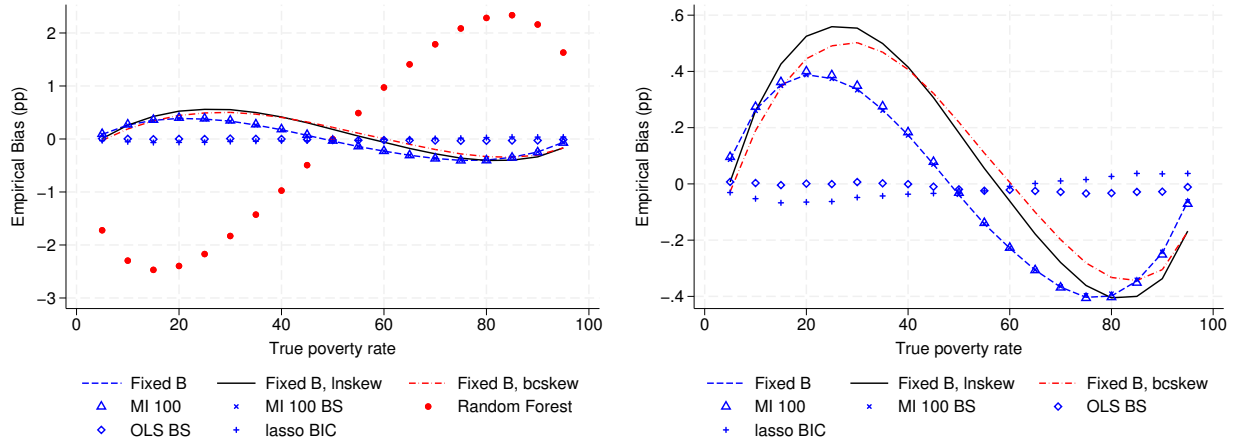 2
1
0
−1
−2
−3
Empirical Bias (pp)
0 20 40 60 80 100
True poverty rate
Fixed B Fixed B, lnskew Fixed B, bcskew
MI 100 MI 100 BS Random Forest
OLS BS lasso BIC
.6
.4
.2
0
−.2
−.4
Empirical Bias (pp)
0 20 40 60 80 100
True poverty rate
Fixed B Fixed B, lnskew Fixed B, bcskew
MI 100 MI 100 BS OLS BS
lasso BIC